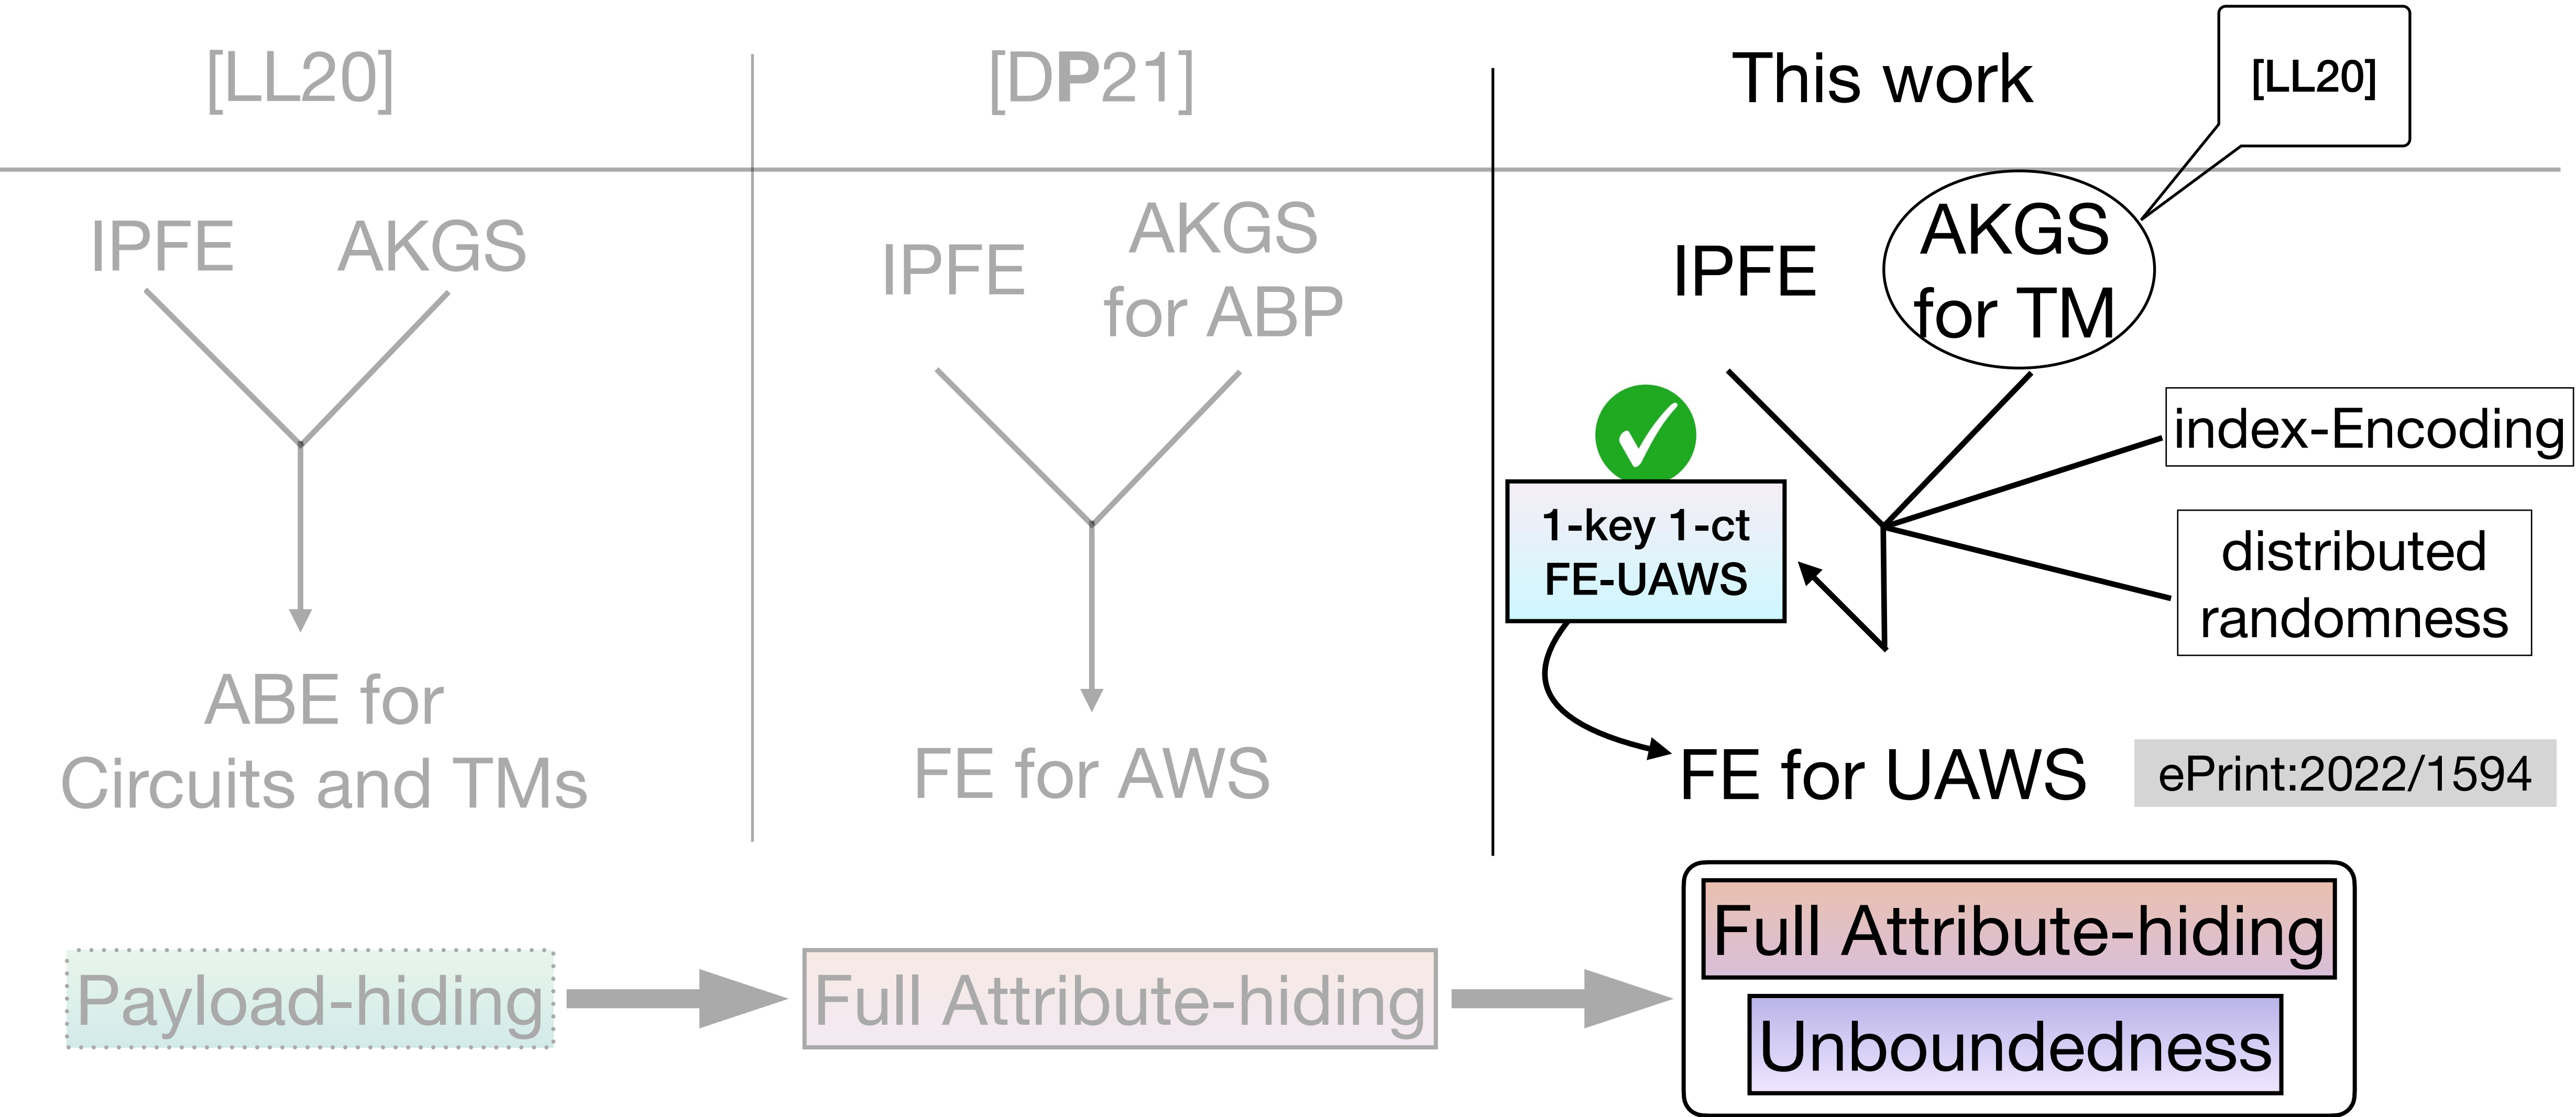 [LL20]
[DP21]
This work
[LL20]
IPFE
AKGS
IPFE
AKGS
for ABP
IPFE
AKGS
for TM
index-Encoding
distributed
randomness
1-key 1-ct
FE-UAWS
ABE for
Circuits and TMs
FE for AWS
FE for UAWS
ePrint:2022/1594
Payload-hiding
Full Attribute-hiding
Full Attribute-hiding
Unboundedness